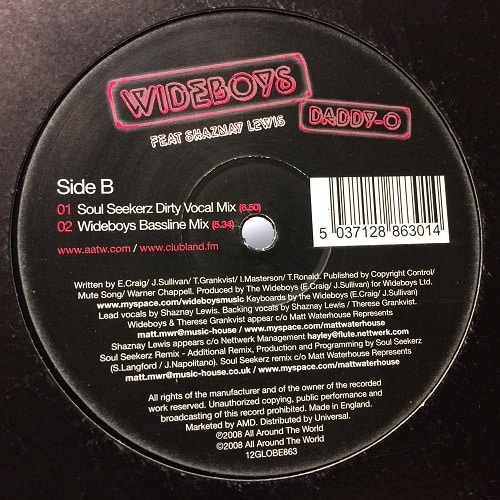 WIDEBOYS
FEAT SHAZNAY LEWIS
DADDY-O
Side B
01 Soul Seekerz Dirty Vocal Mix (6.50)
02 Wideboys Bassline Mix (5.34)
www.aatw.com / www.clubland.fm
5 037128 863014
Written by E.Craig/ J.Sullivan/ T.Grankvist/ I.Masterson/ T.Ronald. Published by Copyright Control/
Mute Song/ Warner Chappell. Produced by The Wideboys (E.Craig/ J.Sullivan) for Wideboys Ltd.
www.myspace.com/wideboysmusic Keyboards by the Wideboys (E.Craig/ J.Sullivan)
Lead vocals by Shaznay Lewis. Backing vocals by Shaznay Lewis / Therese Grankvist.
Wideboys & Therese Grankvist appear c/o Matt Waterhouse Represents
matt.mwr@music-house / www.myspace.com/mattwaterhouse
Shaznay Lewis appears c/o Nettwerk Management hayley@flute.nettwerk.com
Soul Seekerz Remix - Additional Remix, Production and Programming by Soul Seekerz
(S.Langford / J.Napolitano). Soul Seekerz remix c/o Matt Waterhouse Represents
matt.mwr@music-house.co.uk / www.myspace.com/mattwaterhouse
All rights of the manufacturer and of the owner of the recorded
work reserved. Unauthorized copying, public performance and
broadcasting of this record prohibited. Made in England.
Marketed by AMD. Distributed by Universal.
℗2008 All Around The World
©2008 All Around The World
12GLOBE863